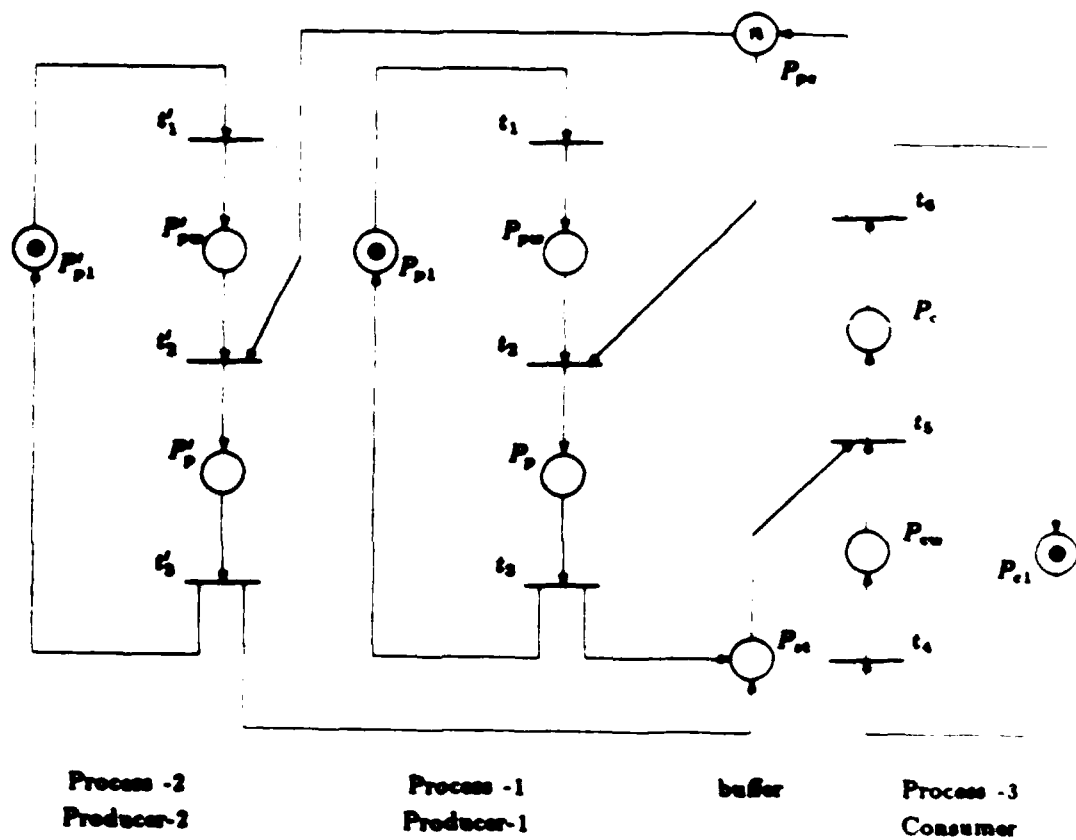 n
P_pe
t'_1
t_1
t_6
P'_pw
P_pw
P'_p1
P_p1
P_c
t'_2
t_2
t_5
P'_p
P_p
P_cw
t'_3
t_3
P_c1
t_4
Process -2
Process -1
buffer
Process -3
Producer-2
Producer-1
Consumer